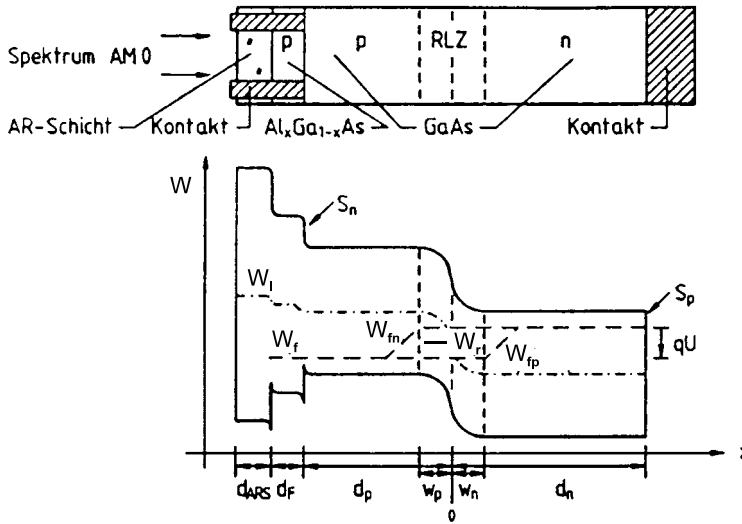 p p RLZ n
Spektrum AM0
AR-Schicht Kontakt AlxGa1-xAs GaAs Kontakt
W
Sn
Sp
Wl
Wfn
Wf Wr Wfp qU
x
dARS dF dp wp wn dn
0